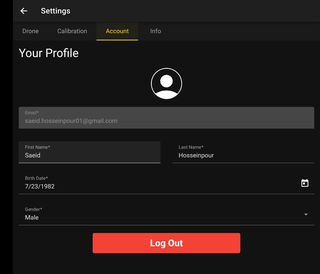 Settings
Drone Calibration Account Info
Your Profile
Email*
saeid.hosseinpour01@gmail.com
First Name* Last Name*
Saeid Hosseinpour
Birth Date*
7/23/1982
Gender*
Male
Log Out